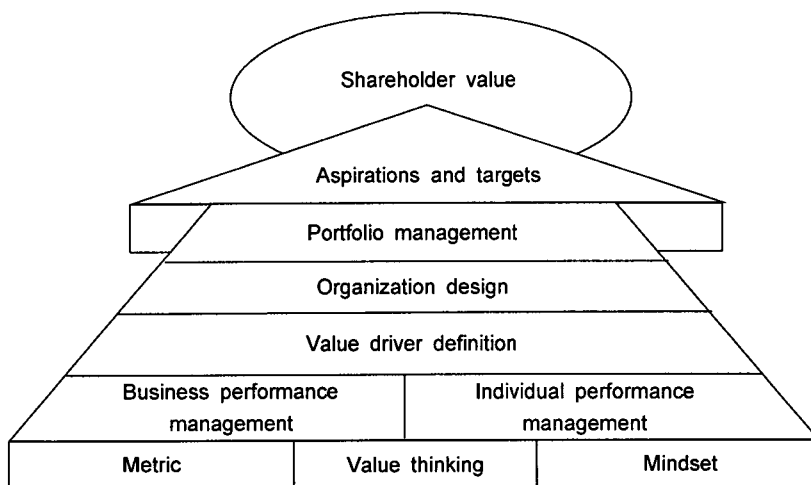 Shareholder value
Aspirations and targets
Portfolio management
Organization design
Value driver definition
Business performance
management
Individual performance
management
Metric
Value thinking
Mindset